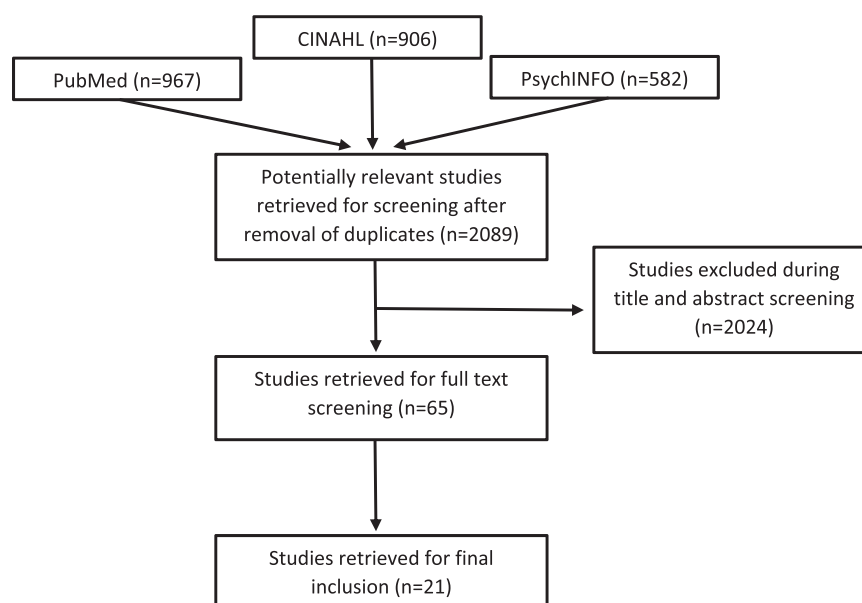 CINAHL (n=906)
PubMed (n=967)
PsychINFO (n=582)
Potentially relevant studies
retrieved for screening after
removal of duplicates (n=2089)
Studies excluded during
title and abstract screening
(n=2024)
Studies retrieved for full text
screening (n=65)
Studies retrieved for final
inclusion (n=21)